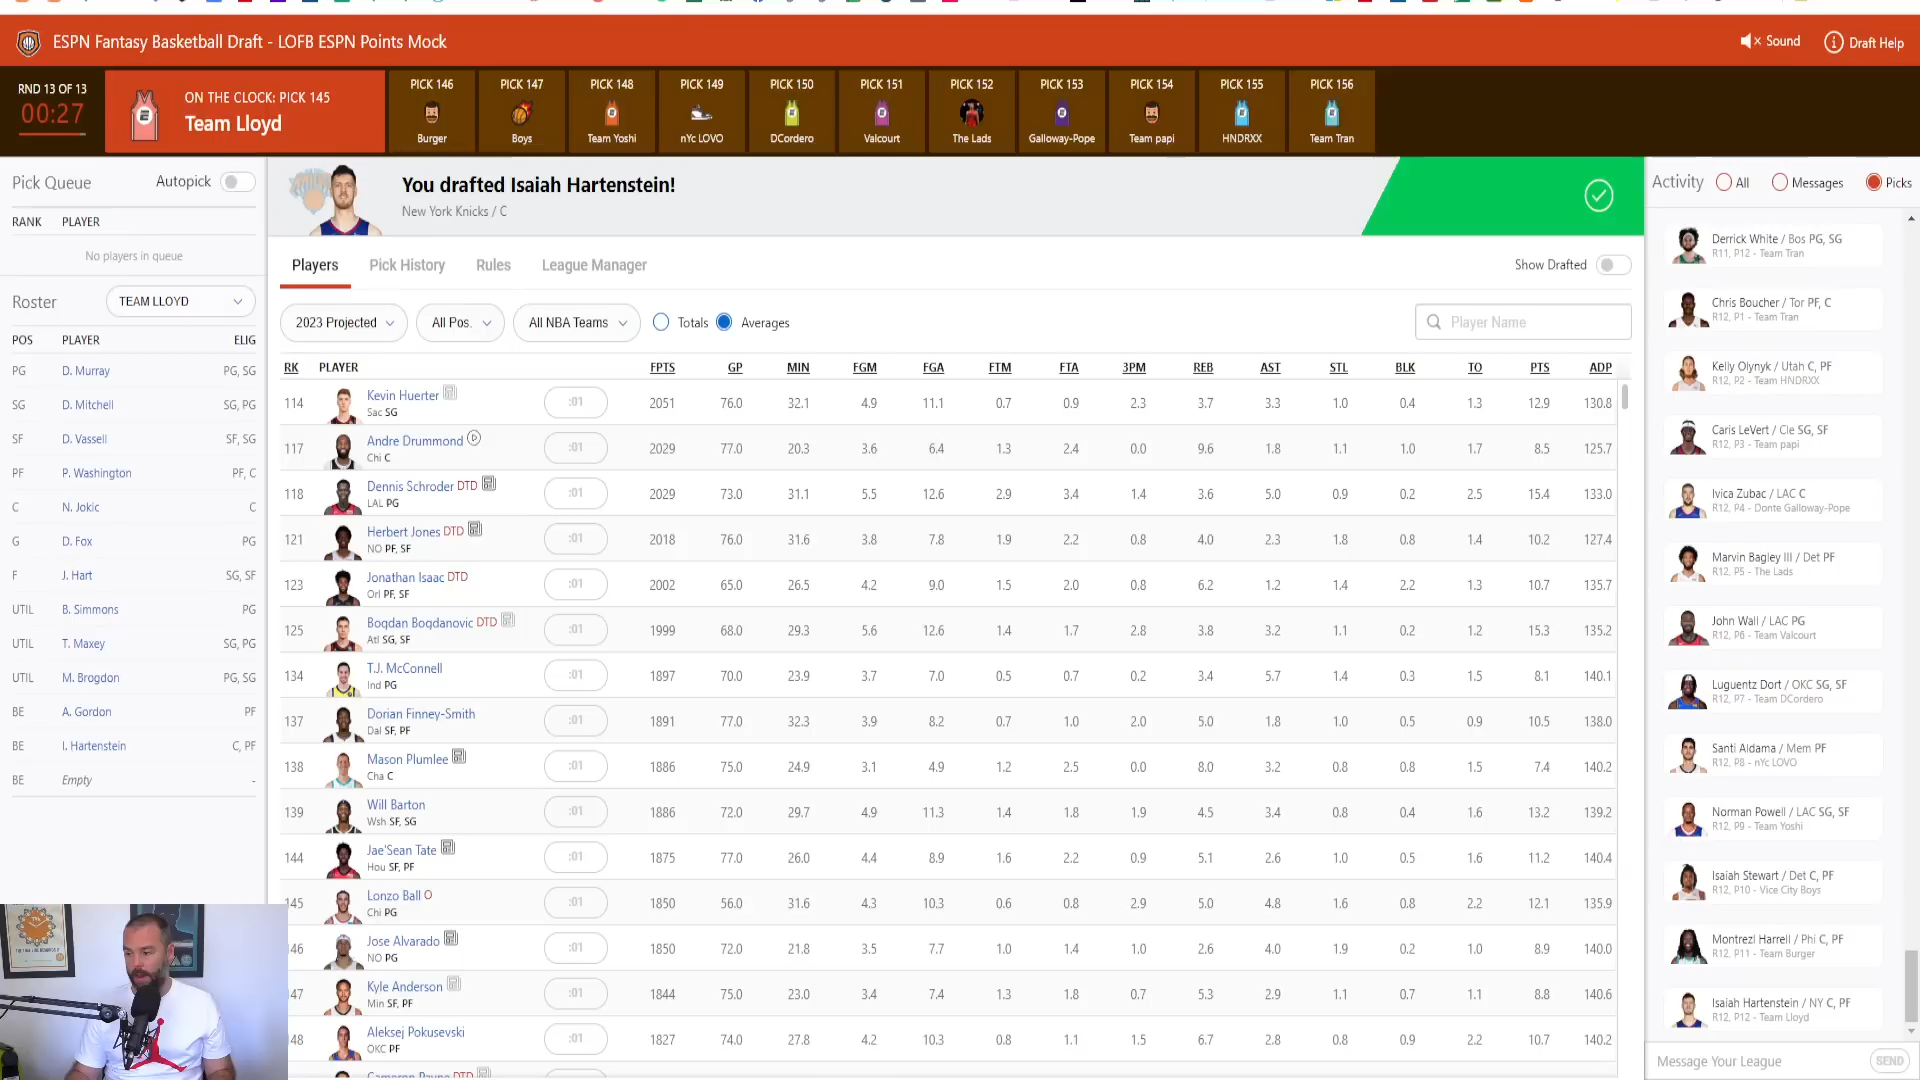 ESPN Fantasy Basketball Draft - LOFB ESPN Points Mock
Sound
Draft Help
RND 13 OF 13
00:27
ON THE CLOCK: PICK 145
Team Lloyd
PICK 146
Burger
PICK 147
Boys
PICK 148
Team Yoshi
PICK 149
nYc LOVO
PICK 150
DCordero
PICK 151
Valcourt
PICK 152
The Lads
PICK 153
Galloway-Pope
PICK 154
Team papi
PICK 155
HNDRXX
PICK 156
Team Tran
Pick Queue
Autopick
RANK PLAYER
No players in queue
Roster
TEAM LLOYD
POS PLAYER ELIG
PG D. Murray PG, SG
SG D. Mitchell SG, PG
SF D. Vassell SF, SG
PF P. Washington PF, C
C N. Jokic C
G D. Fox PG
F J. Hart SG, SF
UTIL B. Simmons PG
UTIL T. Maxey SG, PG
UTIL M. Brogdon PG, SG
BE A. Gordon PF
BE I. Hartenstein C, PF
BE Empty -
You drafted Isaiah Hartenstein!
New York Knicks / C
Players Pick History Rules League Manager
Show Drafted
2023 Projected All Pos. All NBA Teams Totals Averages
Player Name
RK PLAYER FPTS GP MIN FGM FGA FTM FTA 3PM REB AST STL BLK TO PTS ADP
114 Kevin Huerter Sac SG :01 2051 76.0 32.1 4.9 11.1 0.7 0.9 2.3 3.7 3.3 1.0 0.4 1.3 12.9 130.8
117 Andre Drummond Chi C :01 2029 77.0 20.3 3.6 6.4 1.3 2.4 0.0 9.6 1.8 1.1 1.0 1.7 8.5 125.7
118 Dennis Schroder DTD LAL PG :01 2029 73.0 31.1 5.5 12.6 2.9 3.4 1.4 3.6 5.0 0.9 0.2 2.5 15.4 133.0
121 Herbert Jones DTD NO PF, SF :01 2018 76.0 31.6 3.8 7.8 1.9 2.2 0.8 4.0 2.3 1.8 0.8 1.4 10.2 127.4
123 Jonathan Isaac DTD Orl PF, SF :01 2002 65.0 26.5 4.2 9.0 1.5 2.0 0.8 6.2 1.2 1.4 2.2 1.3 10.7 135.7
125 Bogdan Bogdanovic DTD Atl SG, SF :01 1999 68.0 29.3 5.6 12.6 1.4 1.7 2.8 3.8 3.2 1.1 0.2 1.2 15.3 135.2
134 T.J. McConnell Ind PG :01 1897 70.0 23.9 3.7 7.0 0.5 0.7 0.2 3.4 5.7 1.4 0.3 1.5 8.1 140.1
137 Dorian Finney-Smith Dal SF, PF :01 1891 77.0 32.3 3.9 8.2 0.7 1.0 2.0 5.0 1.8 1.0 0.5 0.9 10.5 138.0
138 Mason Plumlee Cha C :01 1886 75.0 24.9 3.1 4.9 1.2 2.5 0.0 8.0 3.2 0.8 0.8 1.5 7.4 140.2
139 Will Barton Wsh SF, SG :01 1886 72.0 29.7 4.9 11.3 1.4 1.8 1.9 4.5 3.4 0.8 0.4 1.6 13.2 139.2
144 Jae'Sean Tate Hou SF, PF :01 1875 77.0 26.0 4.4 8.9 1.6 2.2 0.9 5.1 2.6 1.0 0.5 1.6 11.2 140.4
145 Lonzo Ball O Chi PG :01 1850 56.0 31.6 4.3 10.3 0.6 0.8 2.9 5.0 4.8 1.6 0.8 2.2 12.1 135.9
46 Jose Alvarado NO PG :01 1850 72.0 21.8 3.5 7.7 1.0 1.4 1.0 2.6 4.0 1.9 0.2 1.0 8.9 140.0
47 Kyle Anderson Min SF, PF :01 1844 75.0 23.0 3.4 7.4 1.3 1.8 0.7 5.3 2.9 1.1 0.7 1.1 8.8 140.6
48 Aleksej Pokusevski OKC PF :01 1827 74.0 27.8 4.2 10.3 0.8 1.1 1.5 6.7 2.8 0.8 0.9 2.2 10.7 140.2
Cameron Payne DTD
Activity All Messages Picks
Derrick White / Bos PG, SG
R11, P12 - Team Tran
Chris Boucher / Tor PF, C
R12, P1 - Team Tran
Kelly Olynyk / Utah C, PF
R12, P2 - Team HNDRXX
Caris LeVert / Cle SG, SF
R12, P3 - Team papi
Ivica Zubac / LAC C
R12, P4 - Donte Galloway-Pope
Marvin Bagley III / Det PF
R12, P5 - The Lads
John Wall / LAC PG
R12, P6 - Team Valcourt
Luguentz Dort / OKC SG, SF
R12, P7 - Team DCordero
Santi Aldama / Mem PF
R12, P8 - nYc LOVO
Norman Powell / LAC SG, SF
R12, P9 - Team Yoshi
Isaiah Stewart / Det C, PF
R12, P10 - Vice City Boys
Montrezl Harrell / Phi C, PF
R12, P11 - Team Burger
Isaiah Hartenstein / NY C, PF
R12, P12 - Team Lloyd
Message Your League
SEND